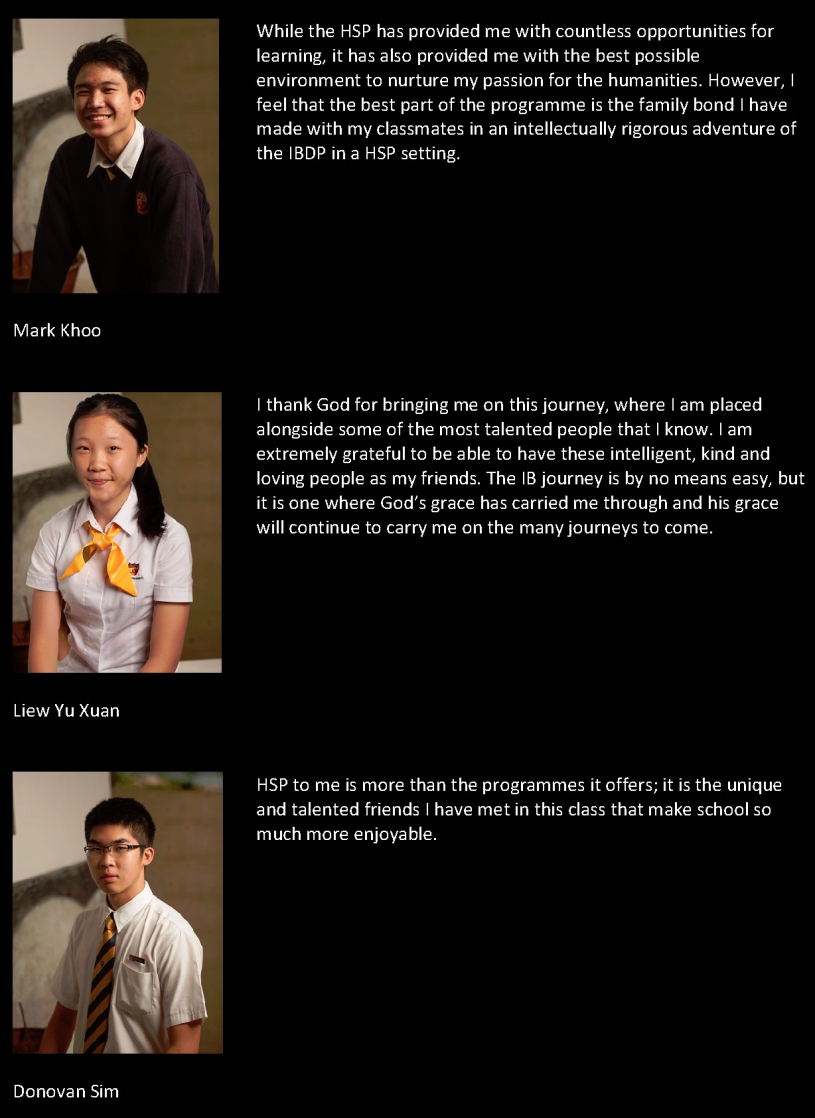 While the HSP has provided me with countless opportunities for
learning, it has also provided me with the best possible
environment to nurture my passion for the humanities. However, I
feel that the best part of the programme is the family bond I have
made with my classmates in an intellectually rigorous adventure of
the IBDP in a HSP setting.
Mark Khoo
I thank God for bringing me on this journey, where I am placed
alongside some of the most talented people that I know. I am
extremely grateful to be able to have these intelligent, kind and
loving people as my friends. The IB journey is by no means easy, but
it is one where God's grace has carried me through and his grace
will continue to carry me on the many journeys to come.
Liew Yu Xuan
HSP to me is more than the programmes it offers; it is the unique
and talented friends I have met in this class that make school so
much more enjoyable.
Donovan Sim